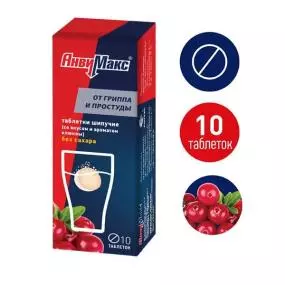 АнвиМакс®
ОТ ГРИППА
И ПРОСТУДЫ
таблетки шипучие
(со вкусом и ароматом
клюквы)
без сахара
10
ТАБЛЕТОК
10
таблеток